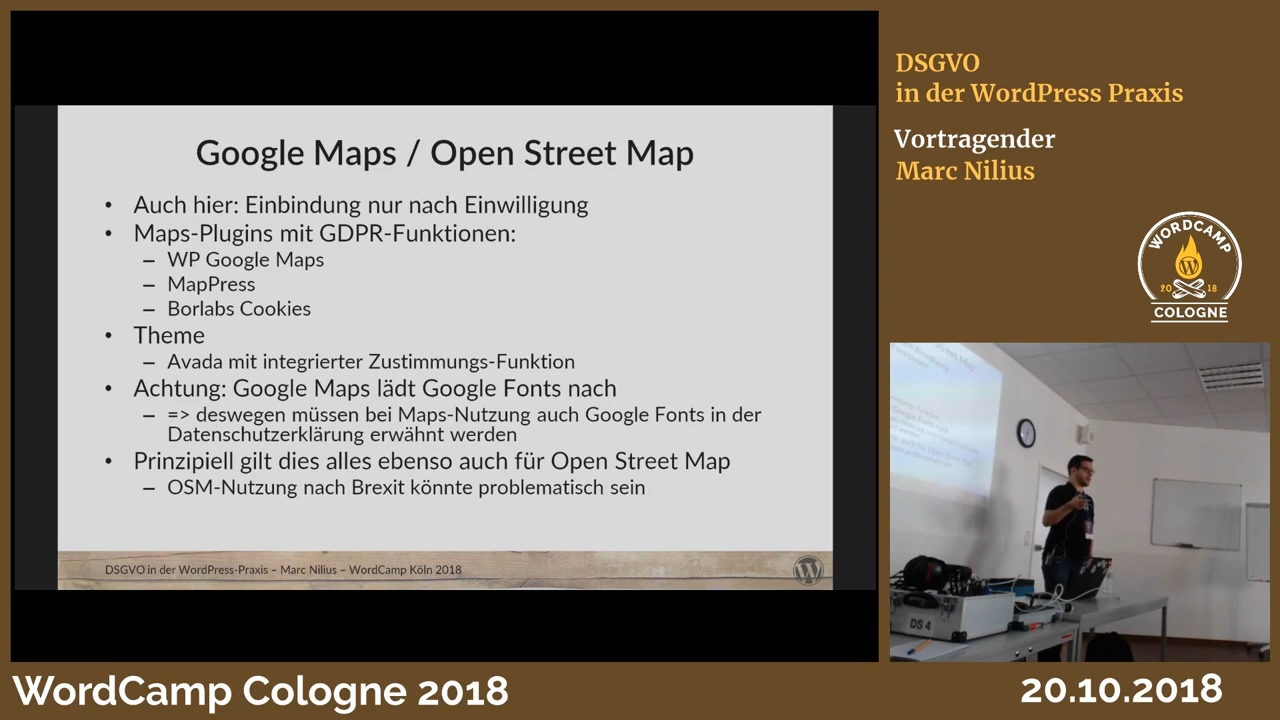 Google Maps / Open Street Map
• Auch hier: Einbindung nur nach Einwilligung
• Maps-Plugins mit GDPR-Funktionen:
– WP Google Maps
– MapPress
– Borlabs Cookies
• Theme
– Avada mit integrierter Zustimmungs-Funktion
• Achtung: Google Maps lädt Google Fonts nach
– => deswegen müssen bei Maps-Nutzung auch Google Fonts in der
Datenschutzerklärung erwähnt werden
• Prinzipiell gilt dies alles ebenso auch für Open Street Map
– OSM-Nutzung nach Brexit könnte problematisch sein
DSGVO in der WordPress-Praxis – Marc Nilius – WordCamp Köln 2018
DSGVO
in der WordPress Praxis
Vortragender
Marc Nilius
WORDCAMP
20 18
COLOGNE
DS 4
WordCamp Cologne 2018
20.10.2018